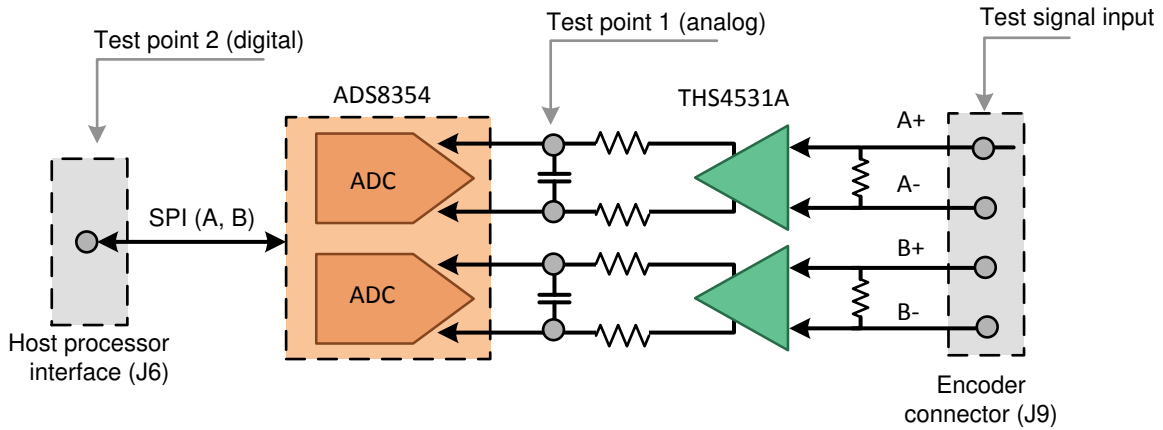 Test point 2 (digital)
Test point 1 (analog)
Test signal input
ADS8354
THS4531A
A+
ADC
A-
SPI (A, B)
B+
ADC
B-
Host processor
interface (J6)
Encoder
connector (J9)